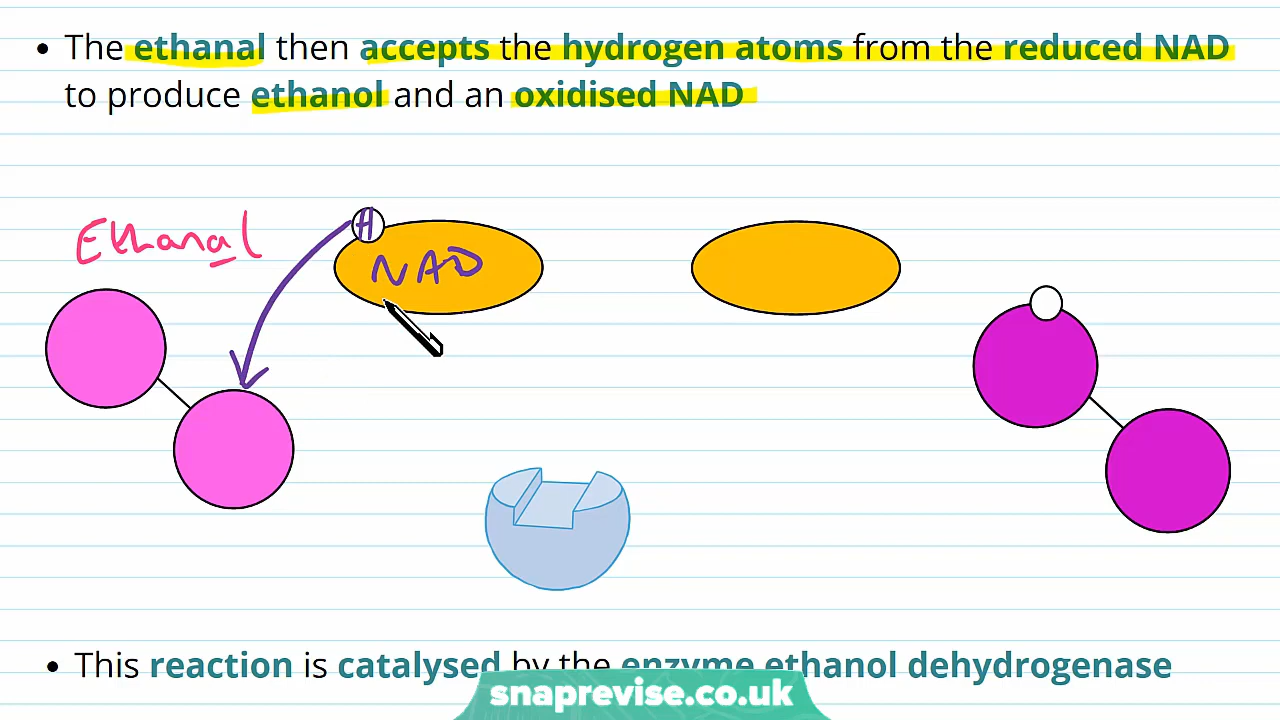 • The ethanal then accepts the hydrogen atoms from the reduced NAD
to produce ethanol and an oxidised NAD
Ethanal
H
NAD
• This reaction is catalysed by the enzyme ethanol dehydrogenase
snaprevise.co.uk